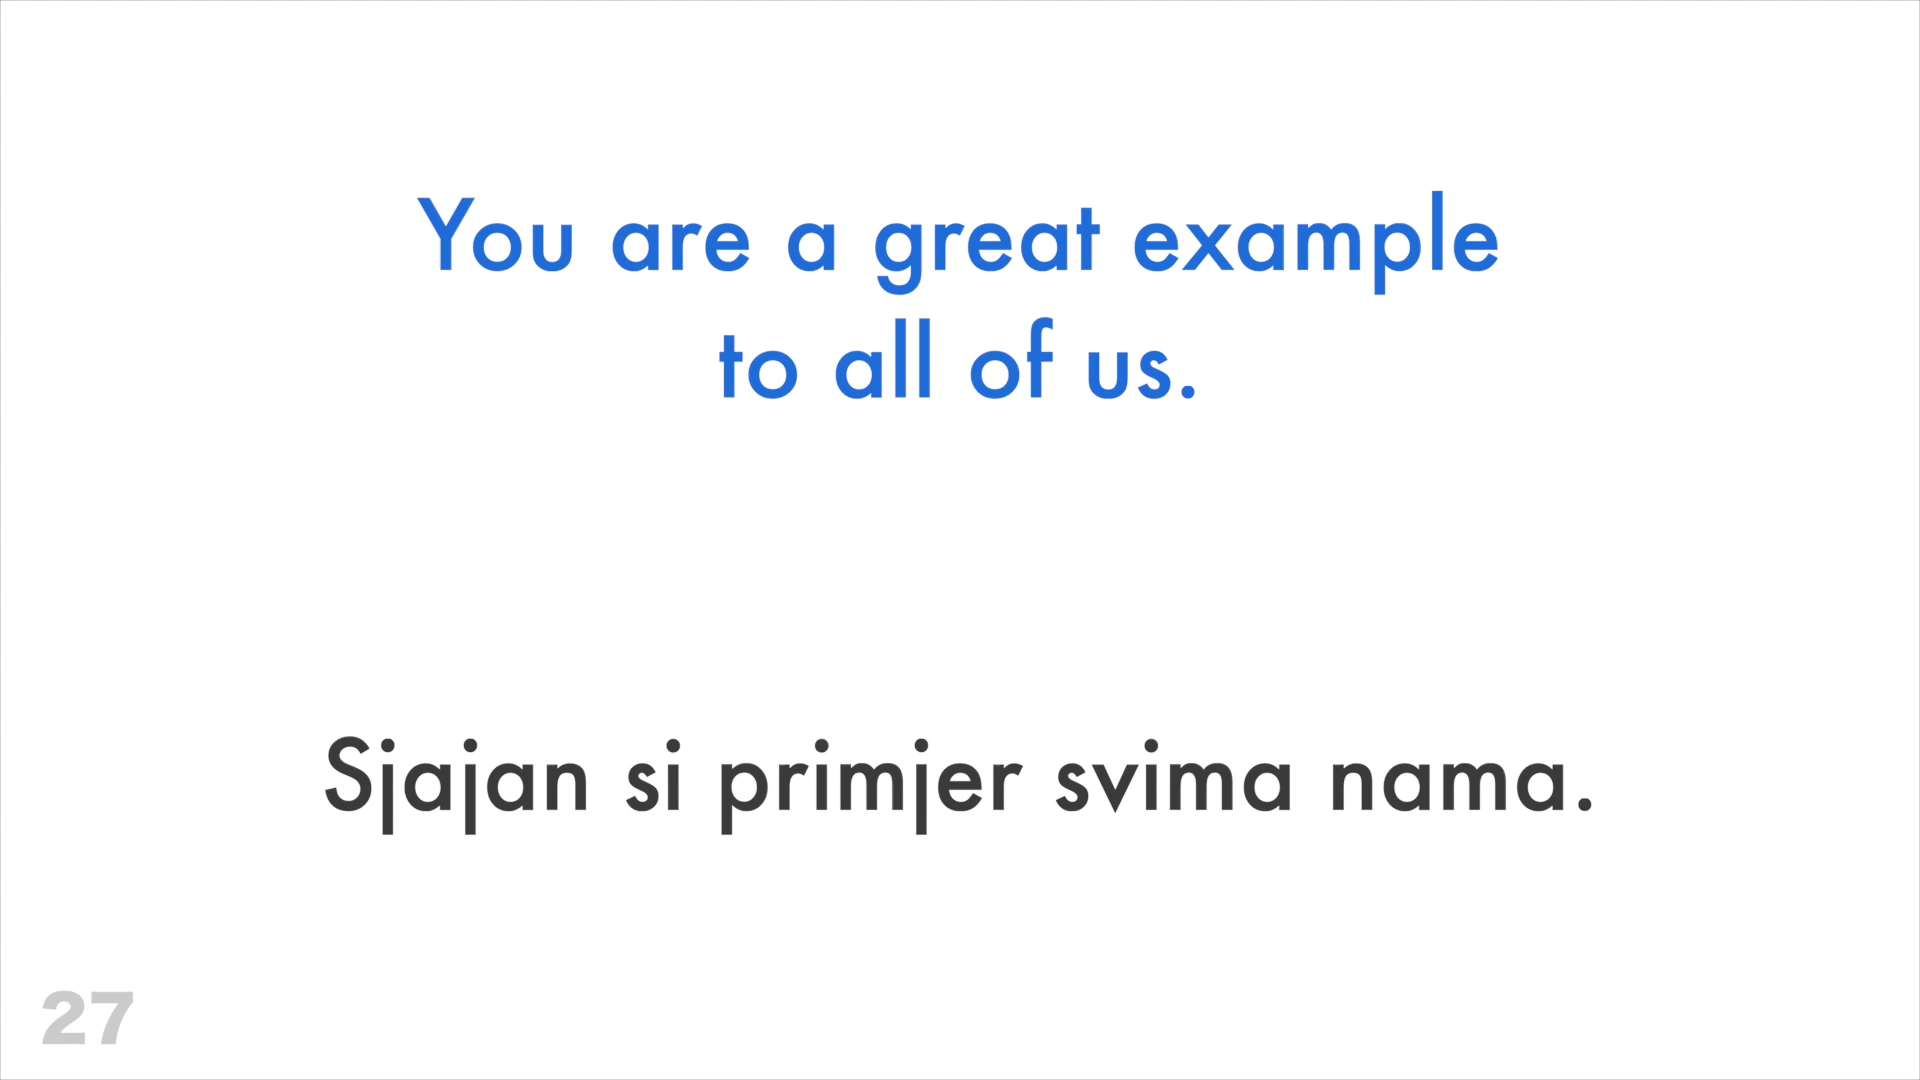 You are a great example
to all of us.
Sjajan si primjer svima nama.
27